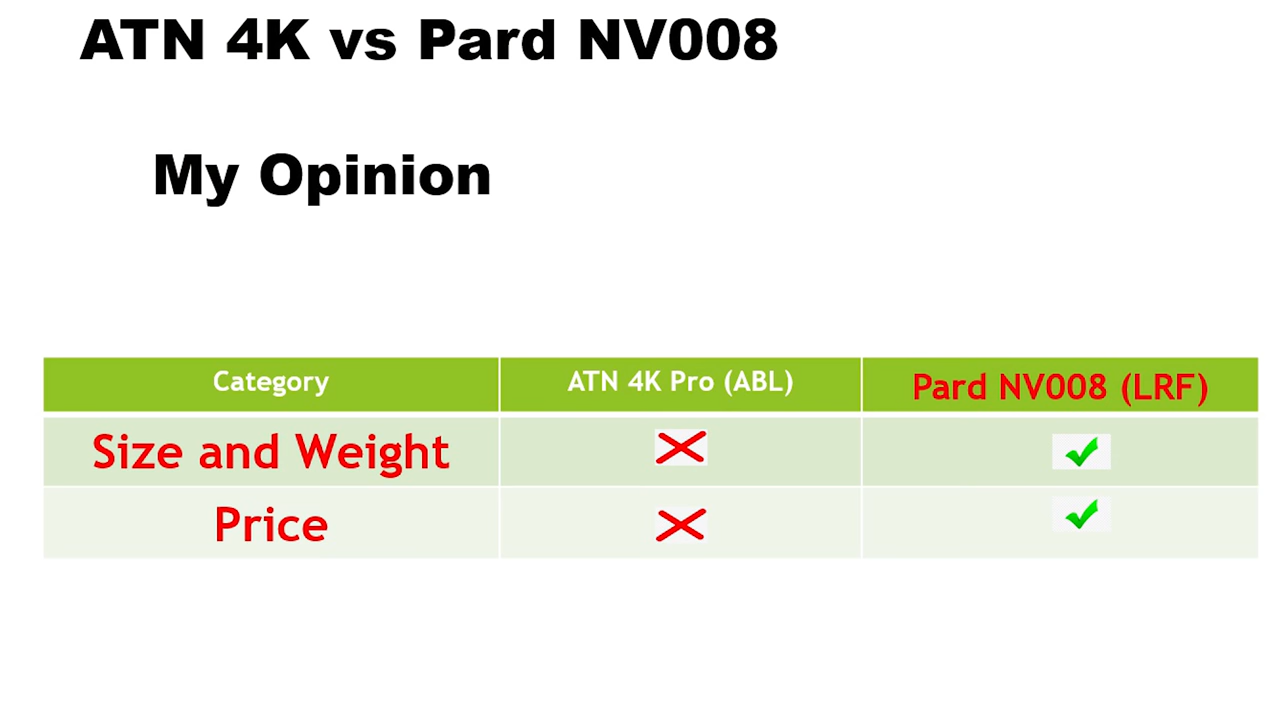 ATN 4K vs Pard NV008
My Opinion
Category ATN 4K Pro (ABL) Pard NV008 (LRF)
Size and Weight
Price